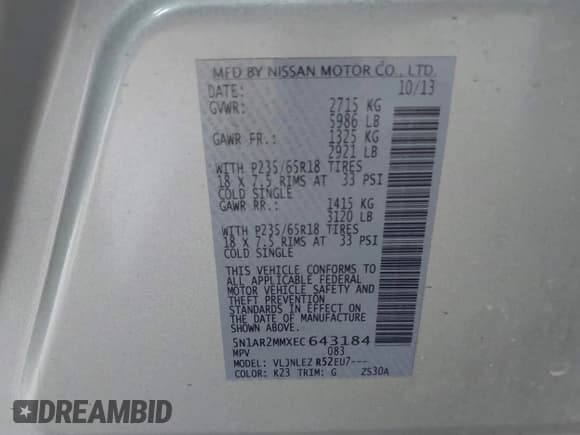 MFD BY NISSAN MOTOR CO., LTD.
DATE: 10/13
GVWR: 2715 KG
5986 LB
GAWR FR.: 1325 KG
2921 LB
WITH P235/65R18 TIRES
18 X 7.5 RIMS AT 33 PSI
COLD SINGLE
GAWR RR.: 1415 KG
3120 LB
WITH P235/65R18 TIRES
18 X 7.5 RIMS AT 33 PSI
COLD SINGLE
THIS VEHICLE CONFORMS TO
ALL APPLICABLE FEDERAL
MOTOR VEHICLE SAFETY AND
THEFT PREVENTION
STANDARDS IN EFFECT ON
THE DATE OF MANUFACTURE
SHOWN ABOVE.
5N1AR2MMXEC643184
MPV 083
MODEL: VLJNLEZ R52EU7---
COLOR: K23 TRIM: G ZS30A
DREAMBID